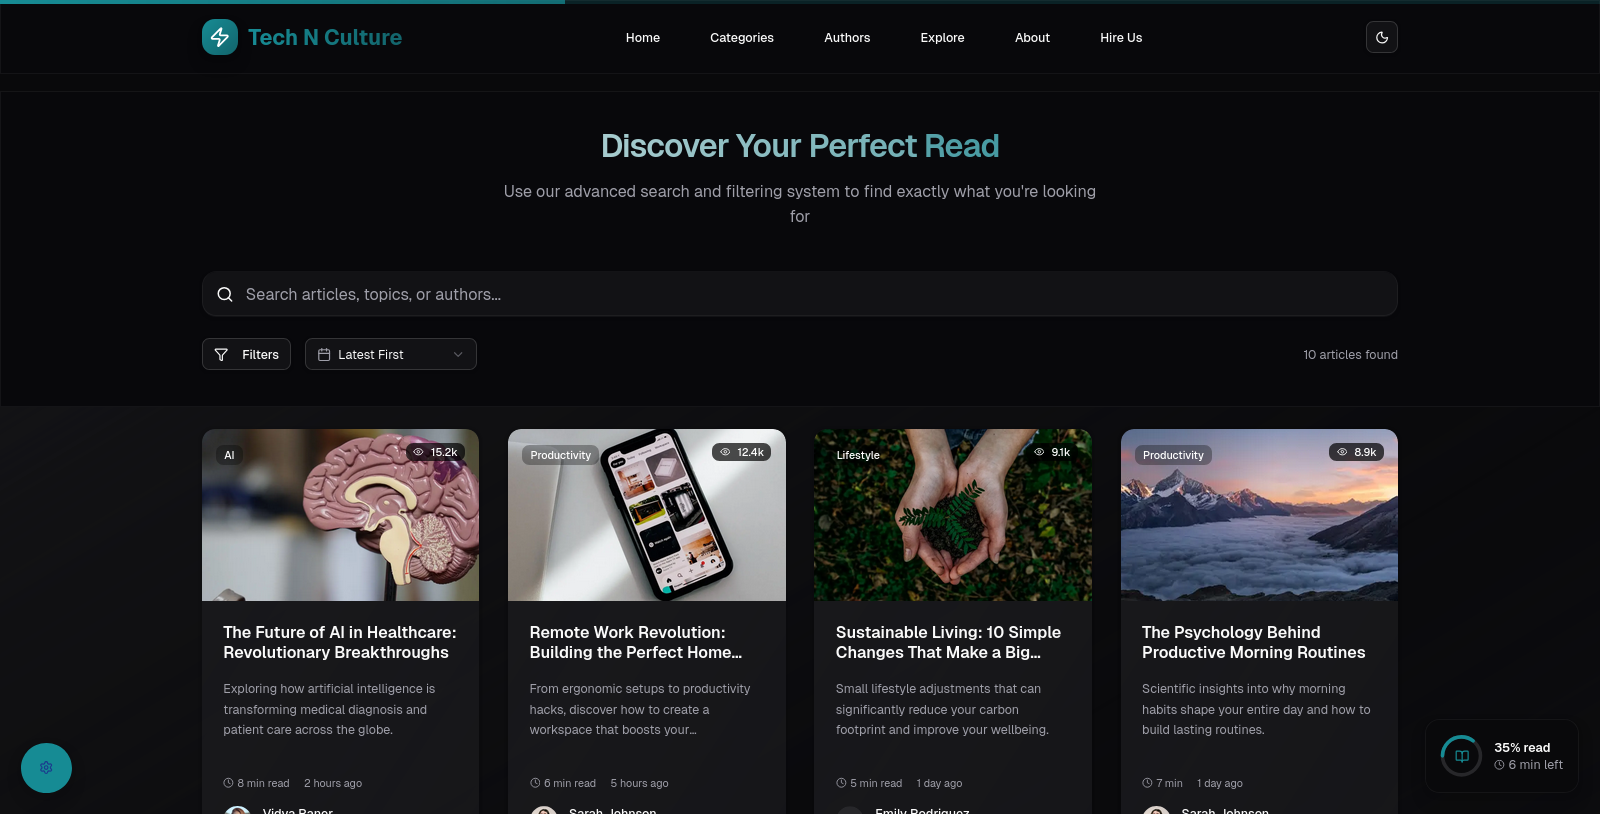 Tech N Culture
Home
Categories
Authors
Explore
About
Hire Us
Discover Your Perfect Read
Use our advanced search and filtering system to find exactly what you're looking
for
Search articles, topics, or authors...
Filters
Latest First
10 articles found
AI
15.2k
The Future of AI in Healthcare:
Revolutionary Breakthroughs
Exploring how artificial intelligence is
transforming medical diagnosis and
patient care across the globe.
8 min read
2 hours ago
Vidya Raner
Productivity
12.4k
Remote Work Revolution:
Building the Perfect Home...
From ergonomic setups to productivity
hacks, discover how to create a
workspace that boosts your...
6 min read
5 hours ago
Sarah Johnson
Lifestyle
9.1k
Sustainable Living: 10 Simple
Changes That Make a Big...
Small lifestyle adjustments that can
significantly reduce your carbon
footprint and improve your wellbeing.
5 min read
1 day ago
Emily Rodriguez
Productivity
8.9k
The Psychology Behind
Productive Morning Routines
Scientific insights into why morning
habits shape your entire day and how to
build lasting routines.
7 min
1 day ago
Sarah Johnson
35% read
6 min left